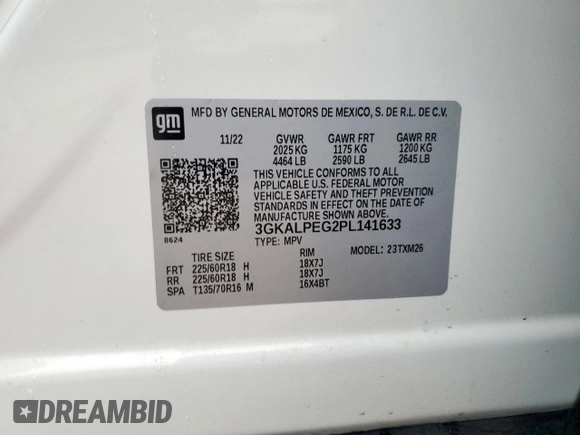 gm
MFD BY GENERAL MOTORS DE MEXICO, S. DE R.L. DE C.V.
11/22 GVWR GAWR FRT GAWR RR
2025 KG 1175 KG 1200 KG
4464 LB 2590 LB 2645 LB
THIS VEHICLE CONFORMS TO ALL
APPLICABLE U.S. FEDERAL MOTOR
VEHICLE SAFETY AND THEFT PREVENTION
STANDARDS IN EFFECT ON THE DATE OF
MANUFACTURE SHOWN ABOVE.
3GKALPEG2PL141633
8624
TYPE: MPV MODEL: 23TXM26
TIRE SIZE RIM
FRT 225/60R18 H 18X7J
RR 225/60R18 H 18X7J
SPA T135/70R16 M 16X4BT
DREAMBID